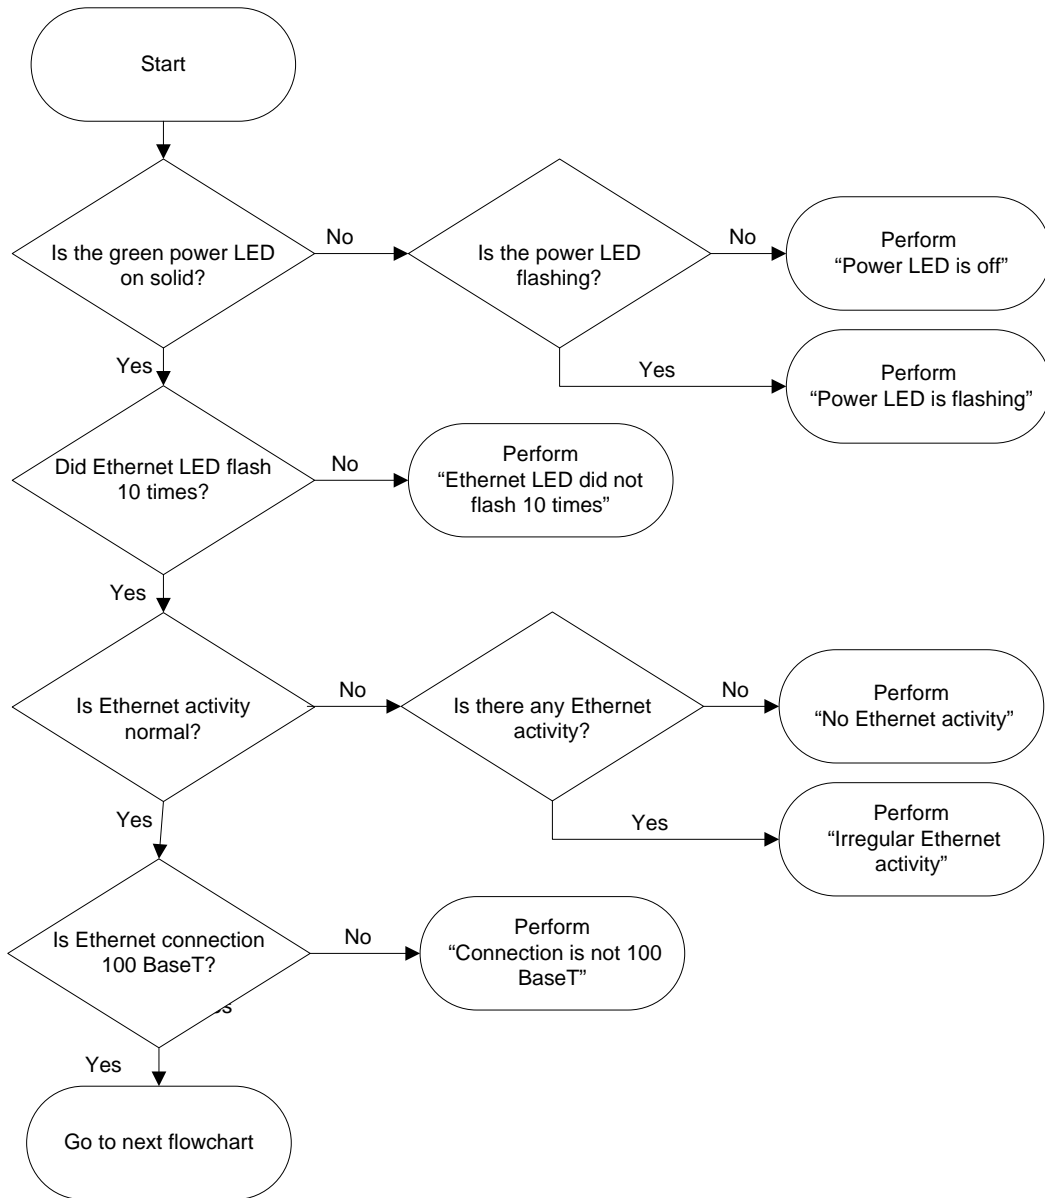 Start
Is the green power LED
on solid?
No
Is the power LED
flashing?
No
Perform
“Power LED is off”
Yes
Yes
Perform
“Power LED is flashing”
Did Ethernet LED flash
10 times?
No
Perform
“Ethernet LED did not
flash 10 times”
Yes
Is Ethernet activity
normal?
No
Is there any Ethernet
activity?
No
Perform
“No Ethernet activity”
Yes
Yes
Perform
“Irregular Ethernet
activity”
Is Ethernet connection
100 BaseT?
No
Perform
“Connection is not 100
BaseT”
Yes
Go to next flowchart